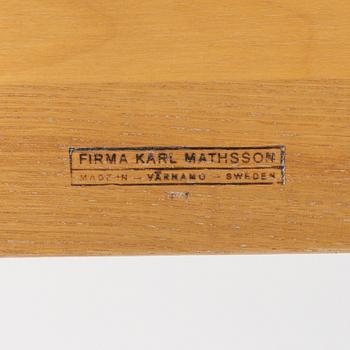 FIRMA KARL MATHSSON
MADE IN - VÄRNAMO - SWEDEN